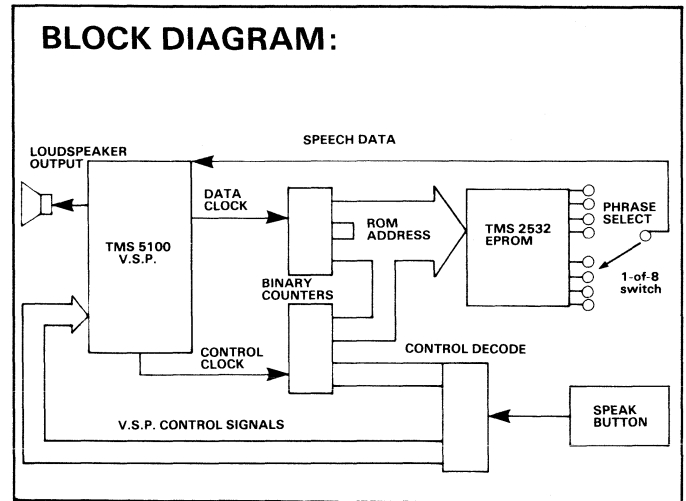 BLOCK DIAGRAM:
SPEECH DATA
LOUDSPEAKER
OUTPUT
DATA
CLOCK
TMS 5100
V.S.P.
ROM
ADDRESS
TMS 2532
EPROM
PHRASE
SELECT
1-of-8
switch
BINARY
COUNTERS
CONTROL
CLOCK
CONTROL DECODE
V.S.P. CONTROL SIGNALS
SPEAK
BUTTON